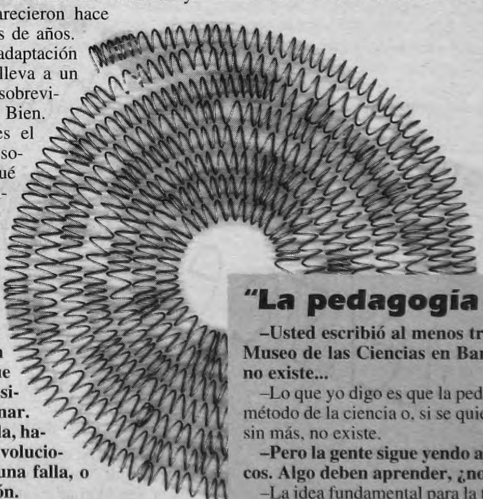 arecieron hace
s de años.
adaptación
lleva a un
sobrevi-
Bien.
es el
so-
ué
-
ue
si-
nar.
la, ha-
volucio-
una falla, o
ón.
"La pedagogía
–Usted escribió al menos tr
Museo de las Ciencias en Bar
no existe...
–Lo que yo digo es que la ped
método de la ciencia o, si se quie
sin más, no existe.
–Pero la gente sigue yendo a
cos. Algo deben aprender, ¿no
–La idea fundamental para la